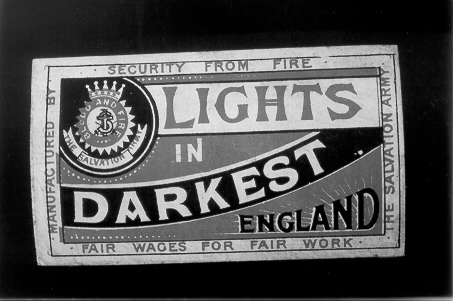 · SECURITY FROM FIRE ·
MANUFACTURED BY
BLOOD AND FIRE
S
THE SALVATION ARMY
LIGHTS
IN
DARKEST
ENGLAND
THE SALVATION ARMY
· FAIR WAGES FOR FAIR WORK ·